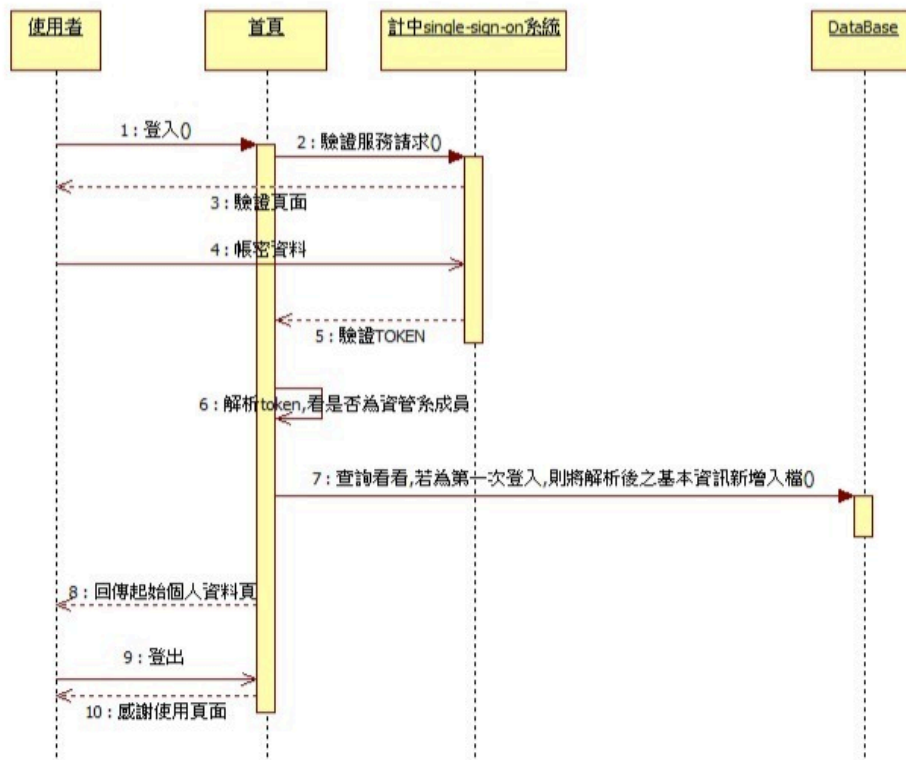 使用者
首頁
計中single-sign-on系統
DataBase
1 : 登入()
2 : 驗證服務請求()
3 : 驗證頁面
4 : 帳密資料
5 : 驗證TOKEN
6 : 解析token,看是否為資管系成員
7 : 查詢看看,若為第一次登入,則將解析後之基本資訊新增入檔()
8 : 回傳起始個人資料頁
9 : 登出
10 : 感謝使用頁面